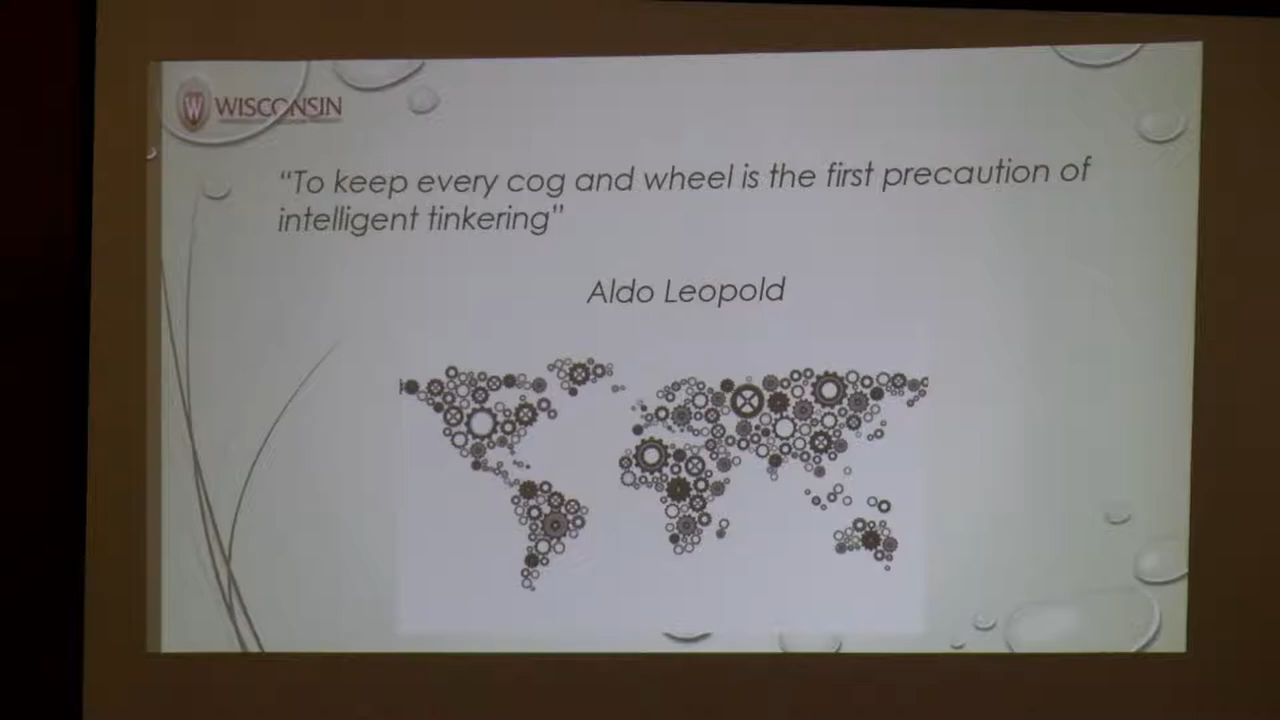 WISCONSIN
“To keep every cog and wheel is the first precaution of
intelligent tinkering”
Aldo Leopold